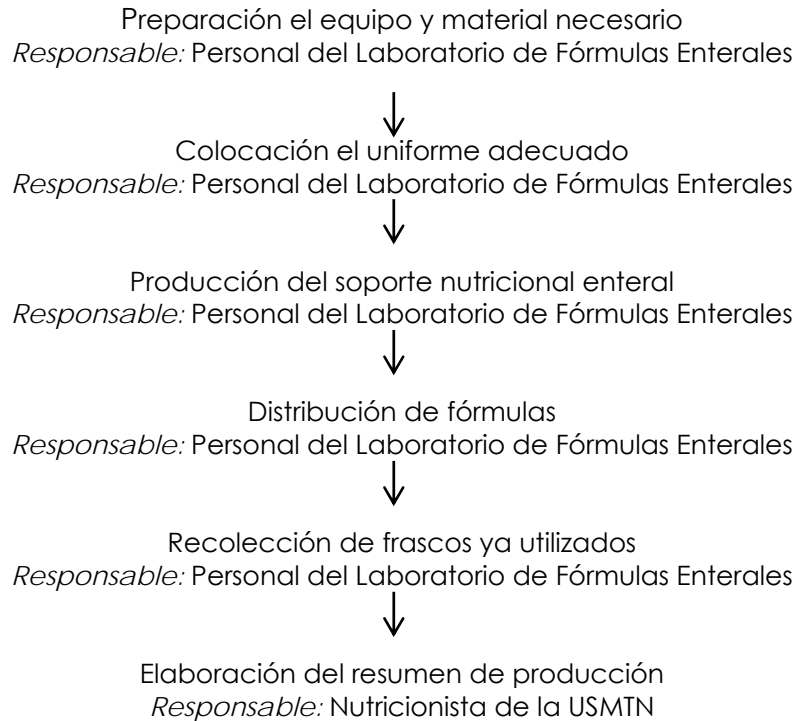 Preparación el equipo y material necesario
Responsable: Personal del Laboratorio de Fórmulas Enterales
Colocación el uniforme adecuado
Responsable: Personal del Laboratorio de Fórmulas Enterales
Producción del soporte nutricional enteral
Responsable: Personal del Laboratorio de Fórmulas Enterales
Distribución de fórmulas
Responsable: Personal del Laboratorio de Fórmulas Enterales
Recolección de frascos ya utilizados
Responsable: Personal del Laboratorio de Fórmulas Enterales
Elaboración del resumen de producción
Responsable: Nutricionista de la USMTN